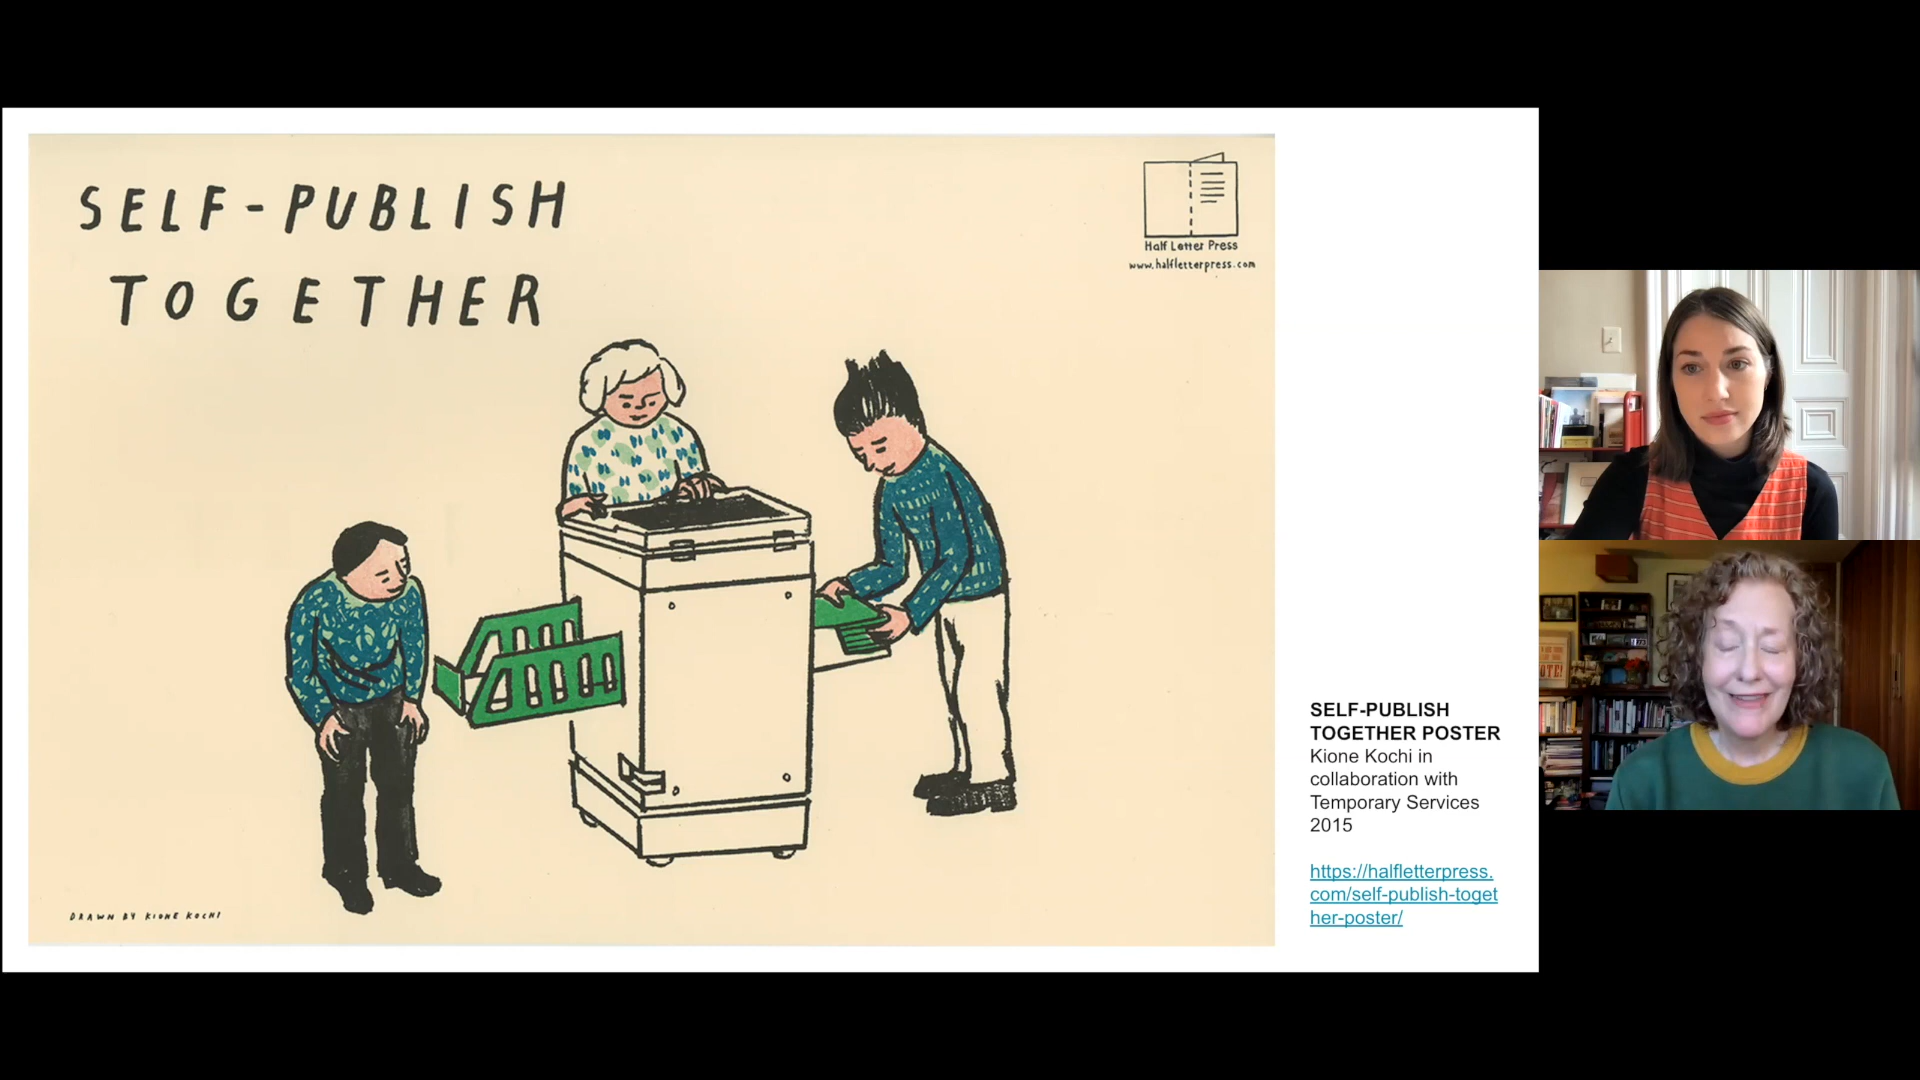 SELF-PUBLISH
TOGETHER
Half Letter Press
www.halfletterpress.com
DRAWN BY KIONE KOCHI
SELF-PUBLISH
TOGETHER POSTER
Kione Kochi in
collaboration with
Temporary Services
2015
https://halfletterpress.
com/self-publish-toget
her-poster/